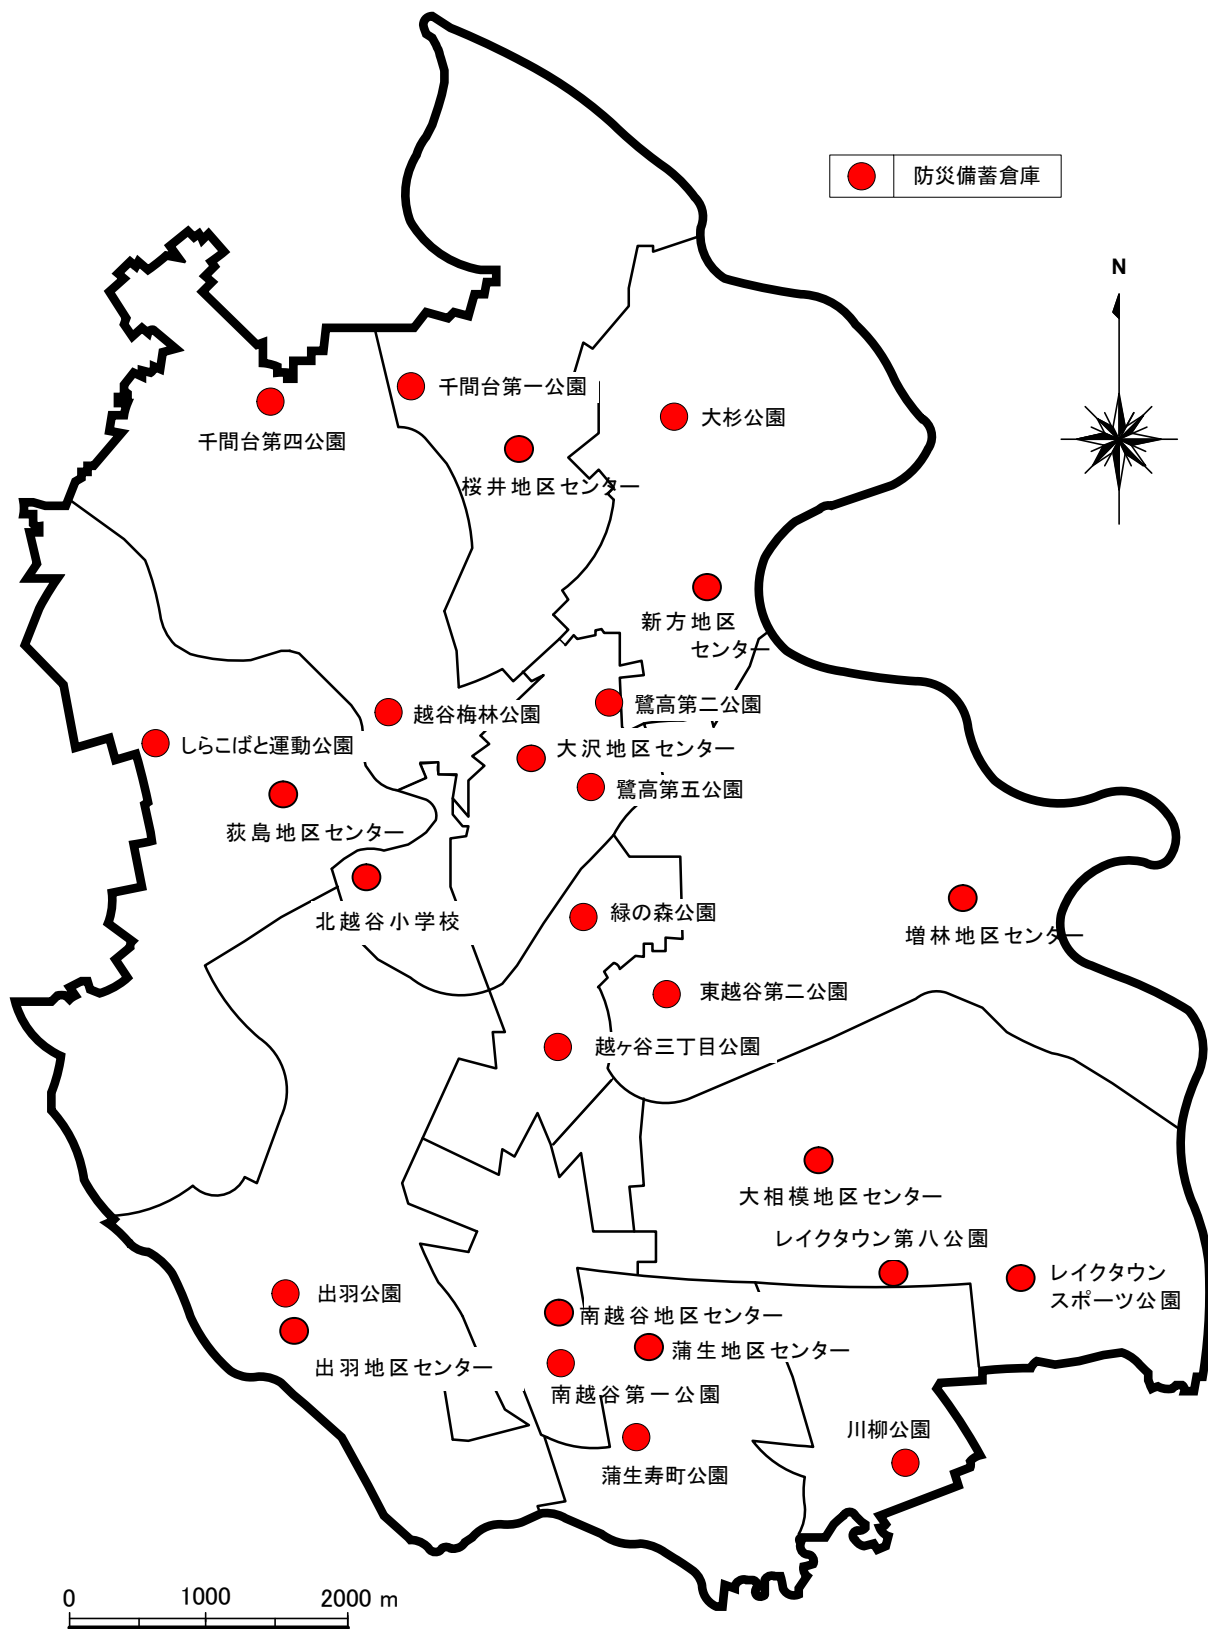 防災備蓄倉庫
N
千間台第一公園
大杉公園
千間台第四公園
桜井地区センター
新方地区
センター
鷺高第二公園
越谷梅林公園
しらこばと運動公園
大沢地区センター
鷺高第五公園
荻島地区センター
北越谷小学校
緑の森公園
増林地区センター
東越谷第二公園
越ヶ谷三丁目公園
大相模地区センター
レイクタウン第八公園
レイクタウン
スポーツ公園
出羽公園
南越谷地区センター
蒲生地区センター
出羽地区センター
南越谷第一公園
川柳公園
蒲生寿町公園
0 1000 2000 m